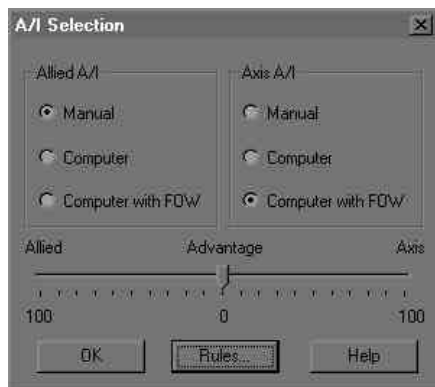 A/I Selection
Allied A/I
Manual
Computer
Computer with FOW
Axis A/I
Manual
Computer
Computer with FOW
Allied Advantage Axis
100 0 100
OK Rules... Help